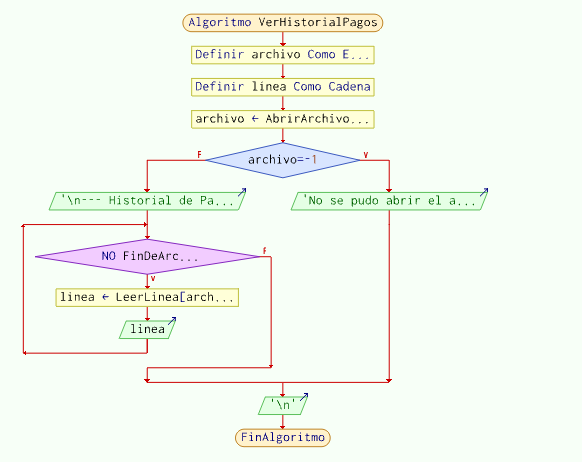 Algoritmo VerHistorialPagos
Definir archivo Como E...
Definir linea Como Cadena
archivo ← AbrirArchivo...
F
archivo=-1
V
'\n--- Historial de Pa...
'No se pudo abrir el a...
NO FinDeArc...
F
V
linea ← LeerLinea[arch...
linea
'\n'
FinAlgoritmo